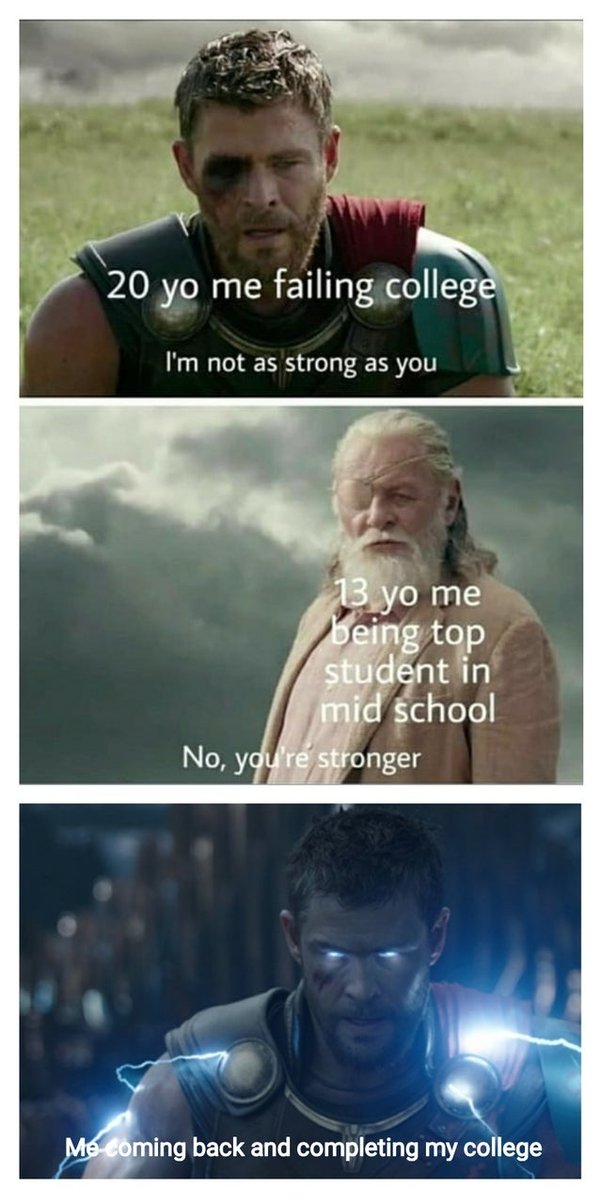 20 yo me failing college
I'm not as strong as you
13 yo me
being top
student in
mid school
No, you're stronger
Me coming back and completing my college